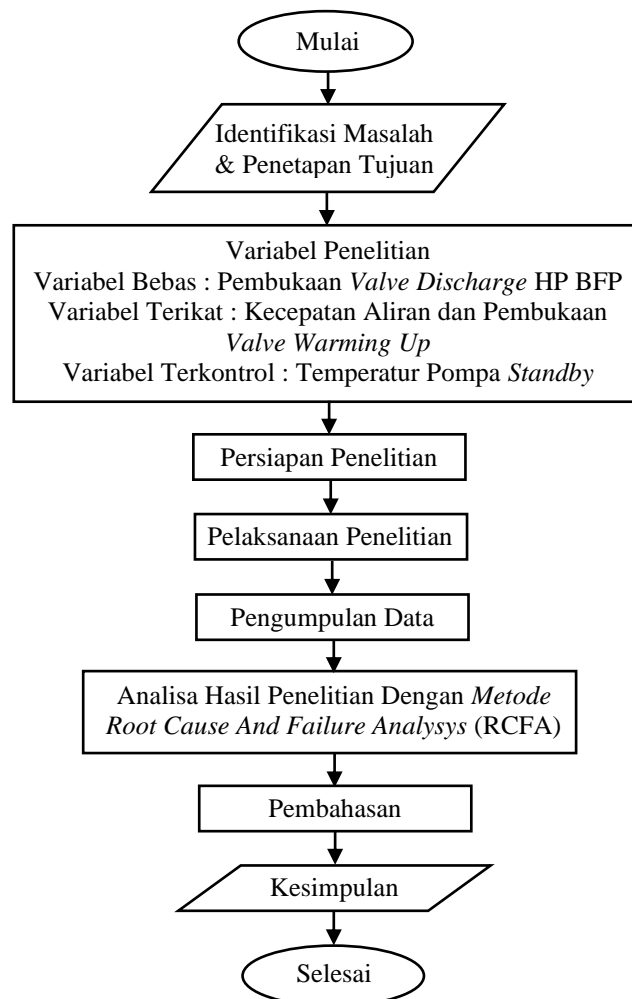 Mulai
Identifikasi Masalah
& Penetapan Tujuan
Variabel Penelitian
Variabel Bebas : Pembukaan Valve Discharge HP BFP
Variabel Terikat : Kecepatan Aliran dan Pembukaan
Valve Warming Up
Variabel Terkontrol : Temperatur Pompa Standby
Persiapan Penelitian
Pelaksanaan Penelitian
Pengumpulan Data
Analisa Hasil Penelitian Dengan Metode
Root Cause And Failure Analysys (RCFA)
Pembahasan
Kesimpulan
Selesai